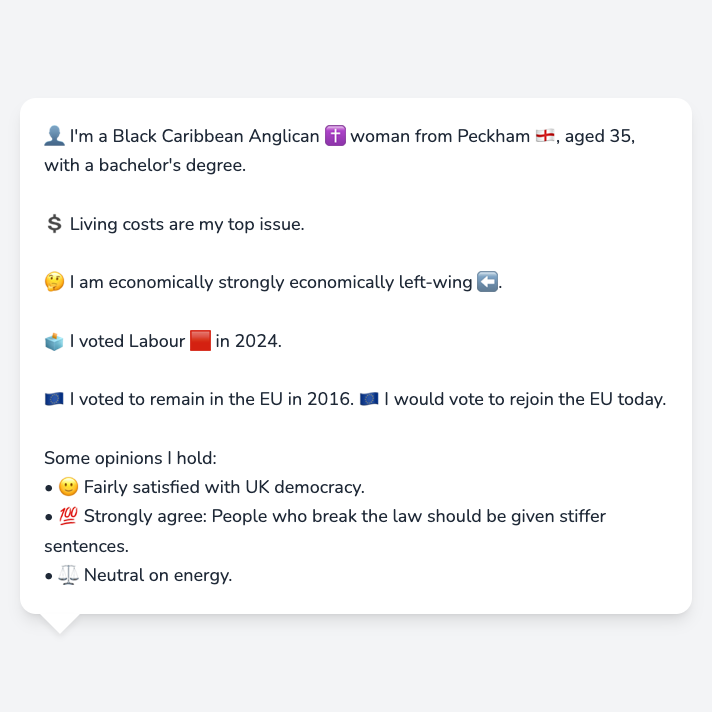 👤 I'm a Black Caribbean Anglican ✝️ woman from Peckham 🏴󠁧󠁢󠁥󠁮󠁧󠁿, aged 35,
with a bachelor's degree.
💲 Living costs are my top issue.
🤔 I am economically strongly economically left-wing ⬅️.
🗳️ I voted Labour 🟥 in 2024.
🇪🇺 I voted to remain in the EU in 2016. 🇪🇺 I would vote to rejoin the EU today.
Some opinions I hold:
• 🙂 Fairly satisfied with UK democracy.
• 💯 Strongly agree: People who break the law should be given stiffer
sentences.
• ⚖️ Neutral on energy.